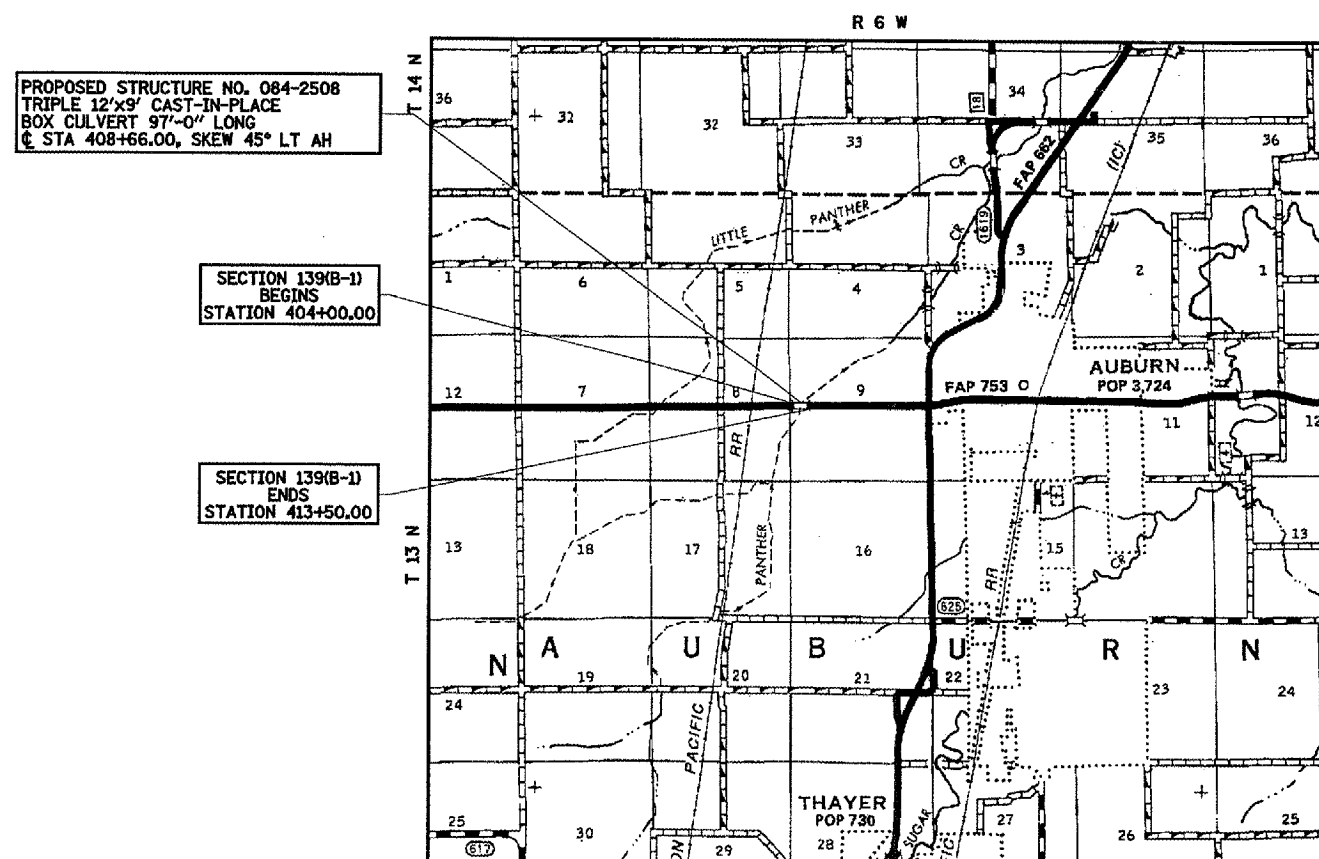 R 6 W
PROPOSED STRUCTURE NO. 084-2508
TRIPLE 12'x9' CAST-IN-PLACE
BOX CULVERT 97'-0" LONG
℄ STA 408+66.00, SKEW 45° LT AH
T 14 N
36
31
32
33
34
35
36
18
FAP 662
(IC)
CR
PANTHER
LITTLE
CR
1619
3
2
1
1
6
5
4
SECTION 139(B-1)
BEGINS
STATION 404+00.00
AUBURN
POP 3,724
12
7
8
9
FAP 753
11
12
RR
SECTION 139(B-1)
ENDS
STATION 413+50.00
T 13 N
13
18
17
PANTHER
16
RR
15
CR
13
625
N A U B U R N
19
20
21
22
23
24
24
PACIFIC
THAYER
POP 730
SUGAR
25
617
30
29
28
27
26
25